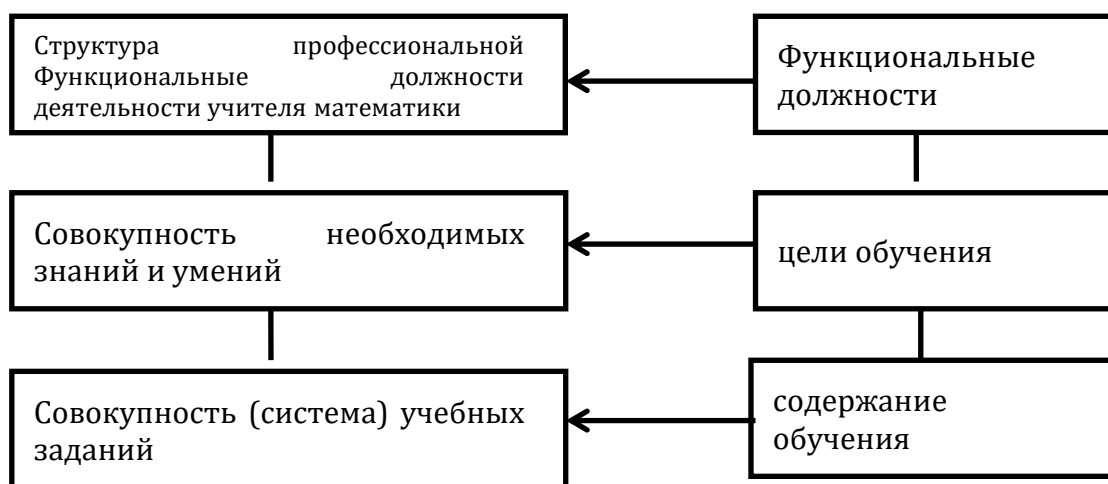 Структура профессиональной
Функциональные должности
деятельности учителя математики
Функциональные
должности
Совокупность необходимых
знаний и умений
цели обучения
Совокупность (система) учебных
заданий
содержание
обучения